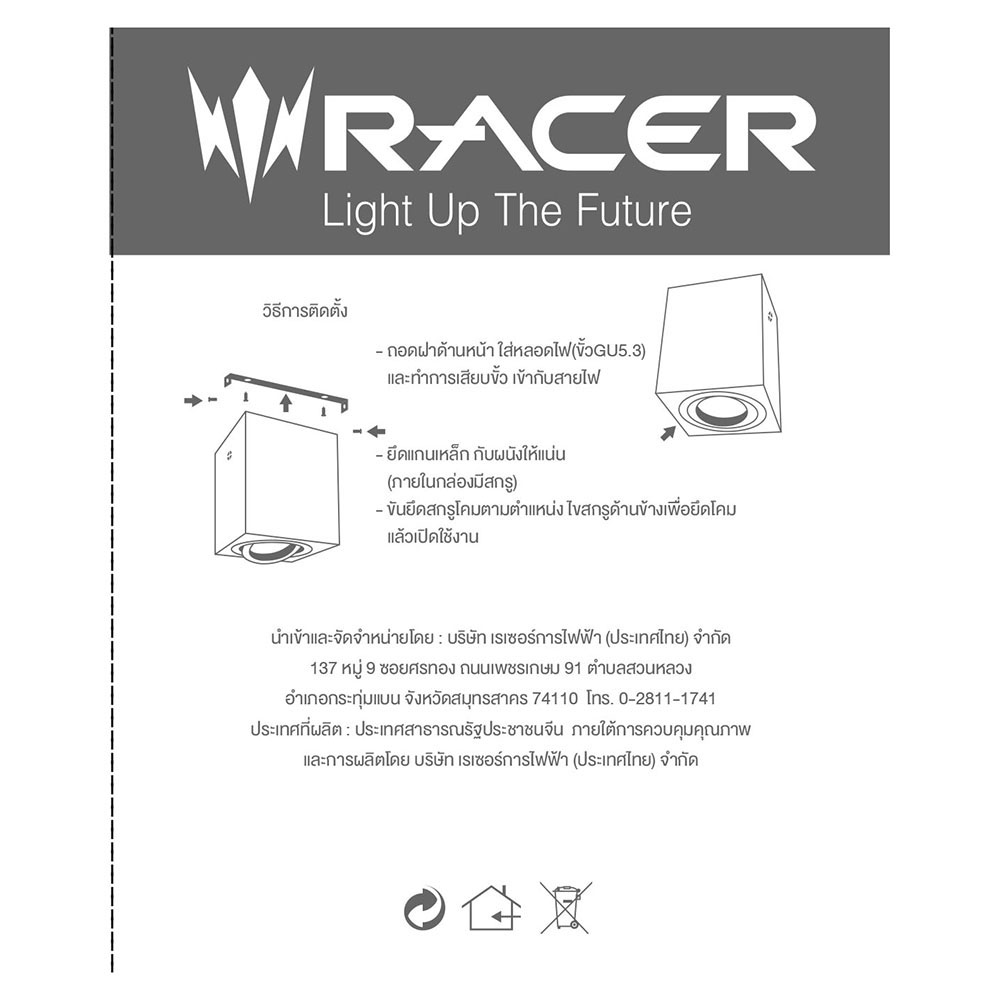 RACER
Light Up The Future
วิธีการติดตั้ง
- ถอดฝาด้านหน้า ใส่หลอดไฟ(ขั้วGU5.3)
และทำการเสียบขั้ว เข้ากับสายไฟ
- ยึดแกนเหล็ก กับผนังให้แน่น
(ภายในกล่องมีสกรู)
- ขันยึดสกรูโคมตามตำแหน่ง ไขสกรูด้านข้างเพื่อยึดโคม
แล้วเปิดใช้งาน
นำเข้าและจัดจำหน่ายโดย : บริษัท เรเซอร์การไฟฟ้า (ประเทศไทย) จำกัด
137 หมู่ 9 ซอยศรทอง ถนนเพชรเกษม 91 ตำบลสวนหลวง
อำเภอกระทุ่มแบน จังหวัดสมุทรสาคร 74110 โทร. 0-2811-1741
ประเทศที่ผลิต : ประเทศสาธารณรัฐประชาชนจีน ภายใต้การควบคุมคุณภาพ
และการผลิตโดย บริษัท เรเซอร์การไฟฟ้า (ประเทศไทย) จำกัด